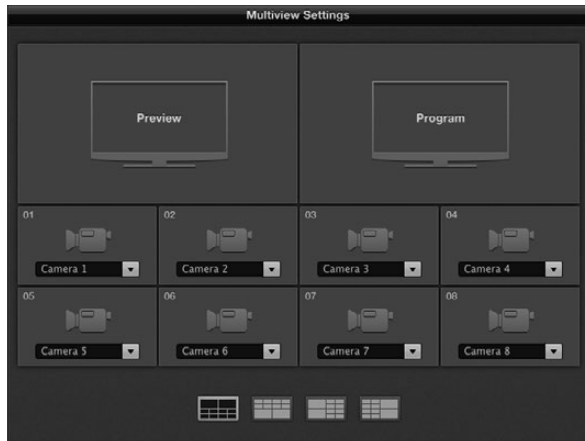 Multiview Settings
Preview
Program
01
02
03
04
Camera 1
Camera 2
Camera 3
Camera 4
05
06
07
08
Camera 5
Camera 6
Camera 7
Camera 8